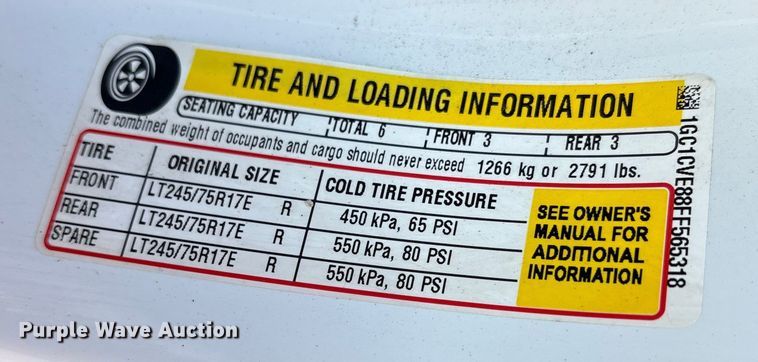 TIRE AND LOADING INFORMATION
SEATING CAPACITY TOTAL 6 FRONT 3 REAR 3
The combined weight of occupants and cargo should never exceed 1266 kg or 2791 lbs.
TIRE ORIGINAL SIZE COLD TIRE PRESSURE
FRONT LT245/75R17E R 450 kPa, 65 PSI
REAR LT245/75R17E R 550 kPa, 80 PSI
SPARE LT245/75R17E R 550 kPa, 80 PSI
SEE OWNER'S
MANUAL FOR
ADDITIONAL
INFORMATION
1GC1CVE88FF565318
Purple Wave Auction